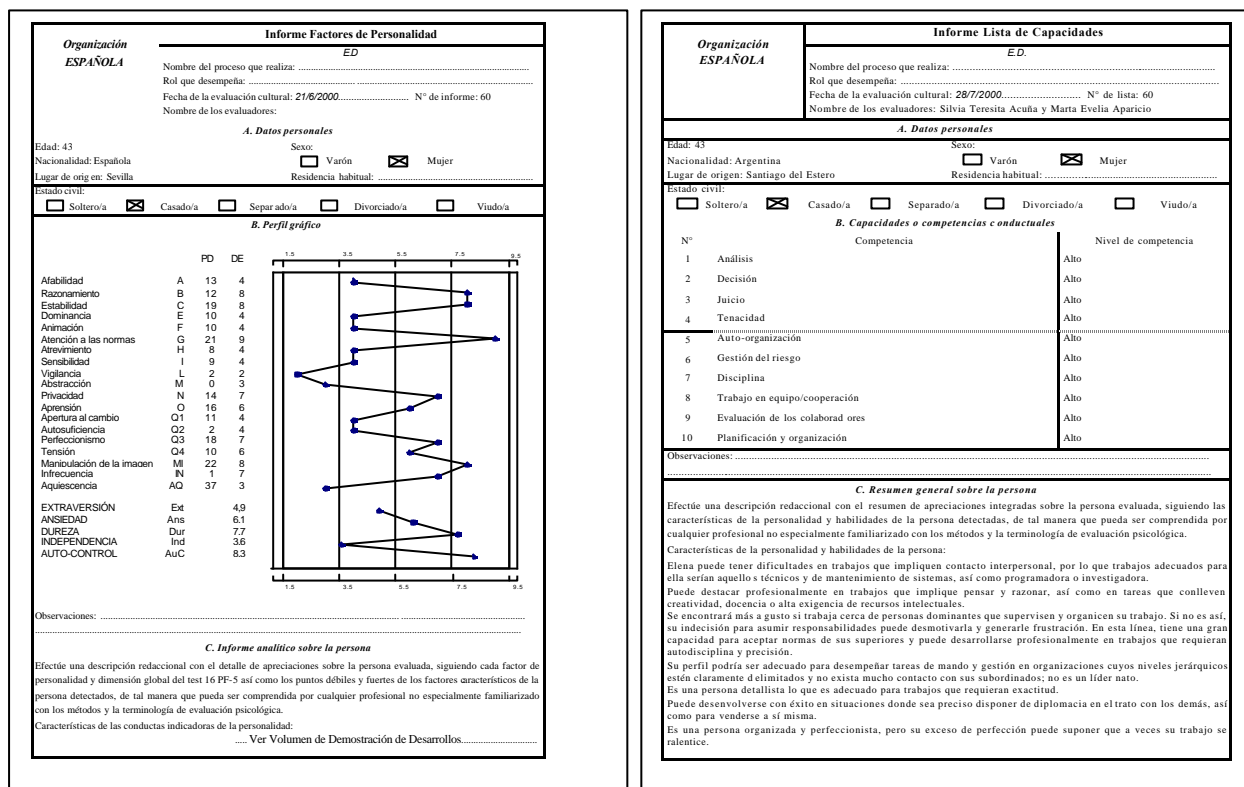 Organización
ESPAÑOLA
Informe Factores de Personalidad
E.D
Nombre del proceso que realiza: ..........
Rol que desempeña: ..........
Fecha de la evaluación cultural: 21/6/2000.......... N° de informe: 60
Nombre de los evaluadores:
A. Datos personales
Edad: 43 Sexo:
Nacionalidad: Española Varón Mujer
Lugar de orig en: Sevilla Residencia habitual: ..........
Estado civil:
Soltero/a Casado/a Separ ado/a Divorciado/a Viudo/a
B. Perfil gráfico
PD DE 1.5 3.5 5.5 7.5 9.5
Afabilidad A 13 4
Razonamiento B 12 8
Estabilidad C 19 8
Dominancia E 10 4
Animación F 10 4
Atención a las normas G 21 9
Atrevimiento H 8 4
Sensibilidad I 9 4
Vigilancia L 2 2
Abstracción M 0 3
Privacidad N 14 7
Aprensión O 16 6
Apertura al cambio Q1 11 4
Autosuficiencia Q2 2 4
Perfeccionismo Q3 18 7
Tensión Q4 10 6
Manipulación de la imagen MI 22 8
Infrecuencia IN 1 7
Aquiescencia AQ 37 3
EXTRAVERSIÓN Ext 4,9
ANSIEDAD Ans 6.1
DUREZA Dur 7.7
INDEPENDENCIA Ind 3.6
AUTO-CONTROL AuC 8.3
1.5 3.5 5.5 7.5 9.5
Observaciones: ..........
C. Informe analítico sobre la persona
Efectúe una descripción redaccional con el detalle de apreciaciones sobre la persona evaluada, siguiendo cada factor de
personalidad y dimensión global del test 16 PF-5 así como los puntos débiles y fuertes de los factores característicos de la
persona detectados, de tal manera que pueda ser comprendida por cualquier profesional no especialmente familiarizado
con los métodos y la terminología de evaluación psicológica.
Características de las conductas indicadoras de la personalidad:
..... Ver Volumen de Demostración de Desarrollos..........
Organización
ESPAÑOLA
Informe Lista de Capacidades
E.D.
Nombre del proceso que realiza: ..........
Rol que desempeña: ..........
Fecha de la evaluación cultural: 28/7/2000.......... N° de lista: 60
Nombre de los evaluadores: Silvia Teresita Acuña y Marta Evelia Aparicio
A. Datos personales
Edad: 43 Sexo:
Nacionalidad: Argentina Varón Mujer
Lugar de origen: Santiago del Estero Residencia habitual: ..........
Estado civil:
Soltero/a Casado/a Separado/a Divorciado/a Viudo/a
B. Capacidades o competencias c onductuales
N° Competencia Nivel de competencia
1 Análisis Alto
2 Decisión Alto
3 Juicio Alto
4 Tenacidad Alto
5 Auto-organización Alto
6 Gestión del riesgo Alto
7 Disciplina Alto
8 Trabajo en equipo/cooperación Alto
9 Evaluación de los colaborad ores Alto
10 Planificación y organización Alto
Observaciones: ..........
C. Resumen general sobre la persona
Efectúe una descripción redaccional con el resumen de apreciaciones integradas sobre la persona evaluada, siguiendo las
características de la personalidad y habilidades de la persona detectadas, de tal manera que pueda ser comprendida por
cualquier profesional no especialmente familiarizado con los métodos y la terminología de evaluación psicológica.
Características de la personalidad y habilidades de la persona:
Elena puede tener dificultades en trabajos que impliquen contacto interpersonal, por lo que trabajos adecuados para
ella serían aquello s técnicos y de mantenimiento de sistemas, así como programadora o investigadora.
Puede destacar profesionalmente en trabajos que implique pensar y razonar, así como en tareas que conlleven
creatividad, docencia o alta exigencia de recursos intelectuales.
Se encontrará más a gusto si trabaja cerca de personas dominantes que supervisen y organicen su trabajo. Si no es así,
su indecisión para asumir responsabilidades puede desmotivarla y generarle frustración. En esta línea, tiene una gran
capacidad para aceptar normas de sus superiores y puede desarrollarse profesionalmente en trabajos que requieran
autodisciplina y precisión.
Su perfil podría ser adecuado para desempeñar tareas de mando y gestión en organizaciones cuyos niveles jerárquicos
estén claramente d elimitados y no exista mucho contacto con sus subordinados; no es un líder nato.
Es una persona detallista lo que es adecuado para trabajos que requieran exactitud.
Puede desenvolverse con éxito en situaciones donde sea preciso disponer de diplomacia en el trato con los demás, así
como para venderse a sí misma.
Es una persona organizada y perfeccionista, pero su exceso de perfección puede suponer que a veces su trabajo se
ralentice.